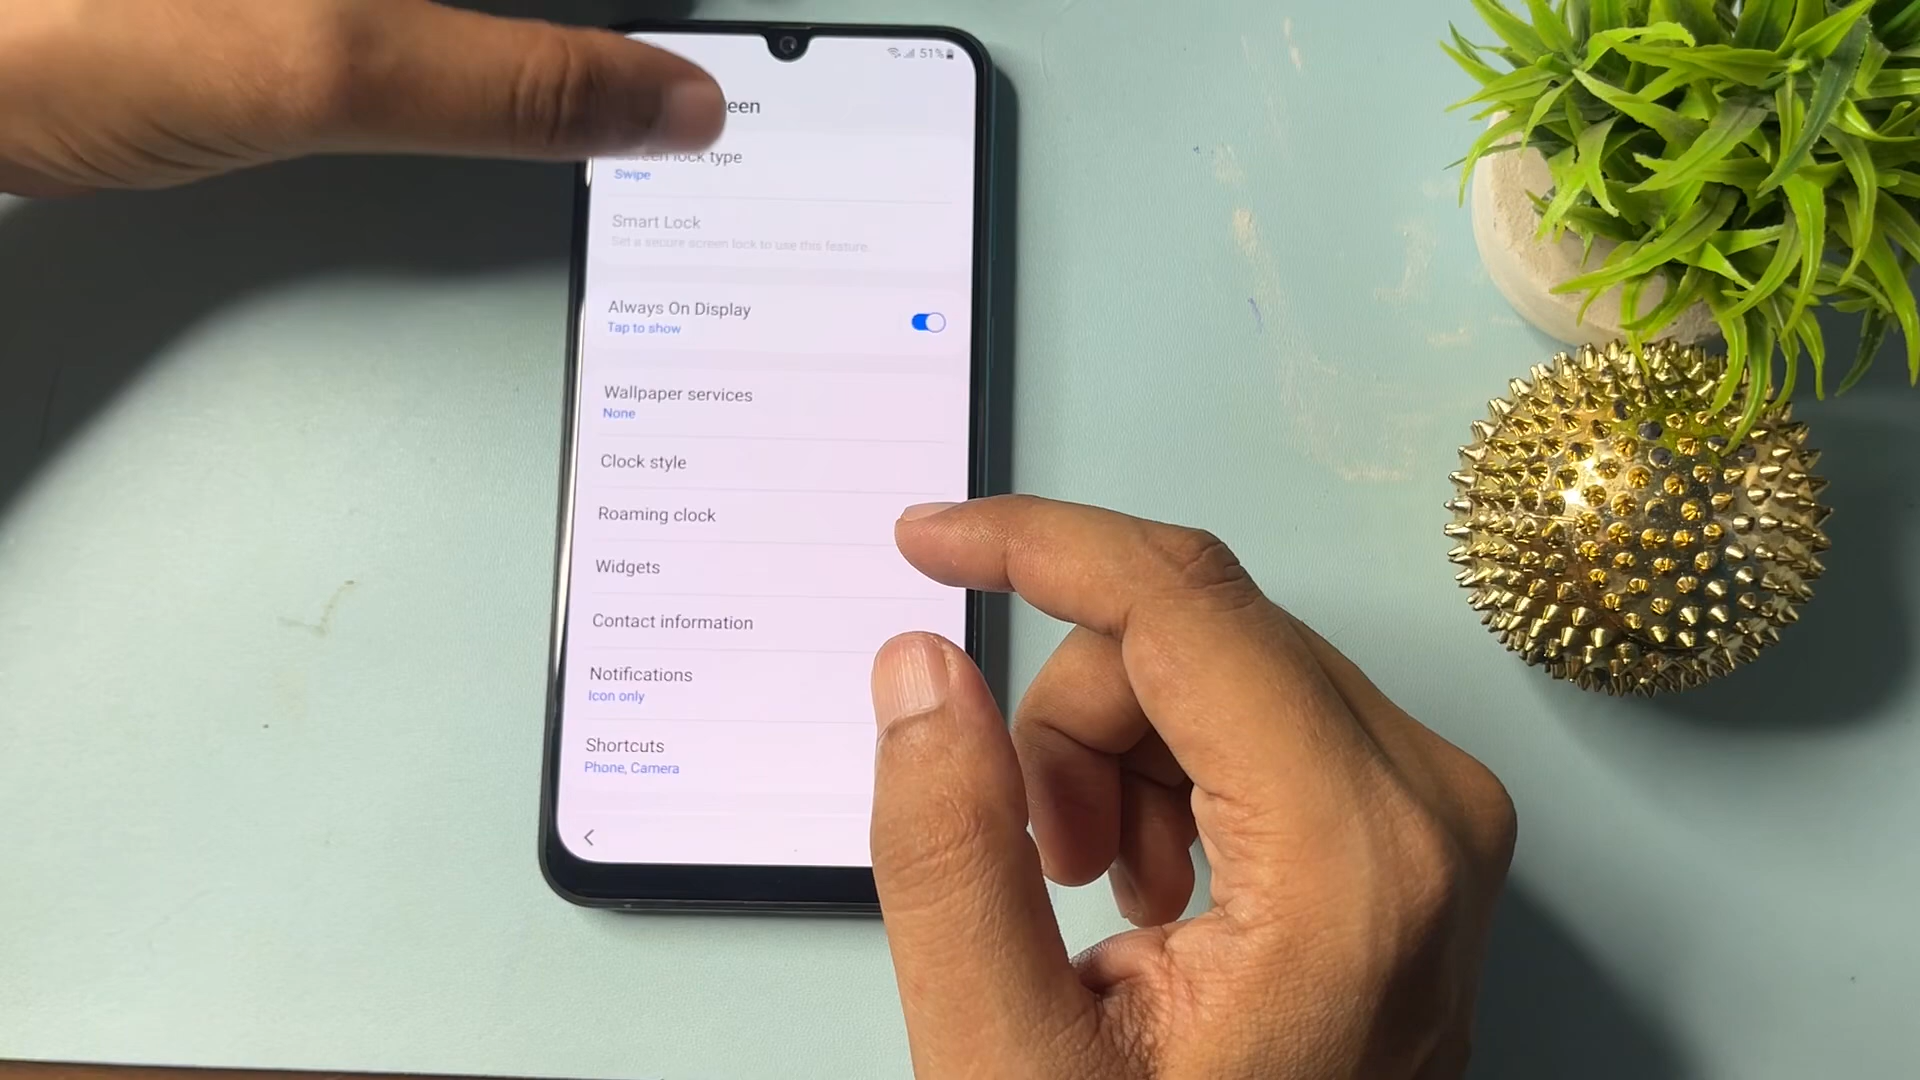 51%
lock type
Swipe
Smart Lock
Set a secure screen lock to use this feature.
Always On Display
Tap to show
Wallpaper services
None
Clock style
Roaming clock
Widgets
Contact information
Notifications
Icon only
Shortcuts
Phone, Camera